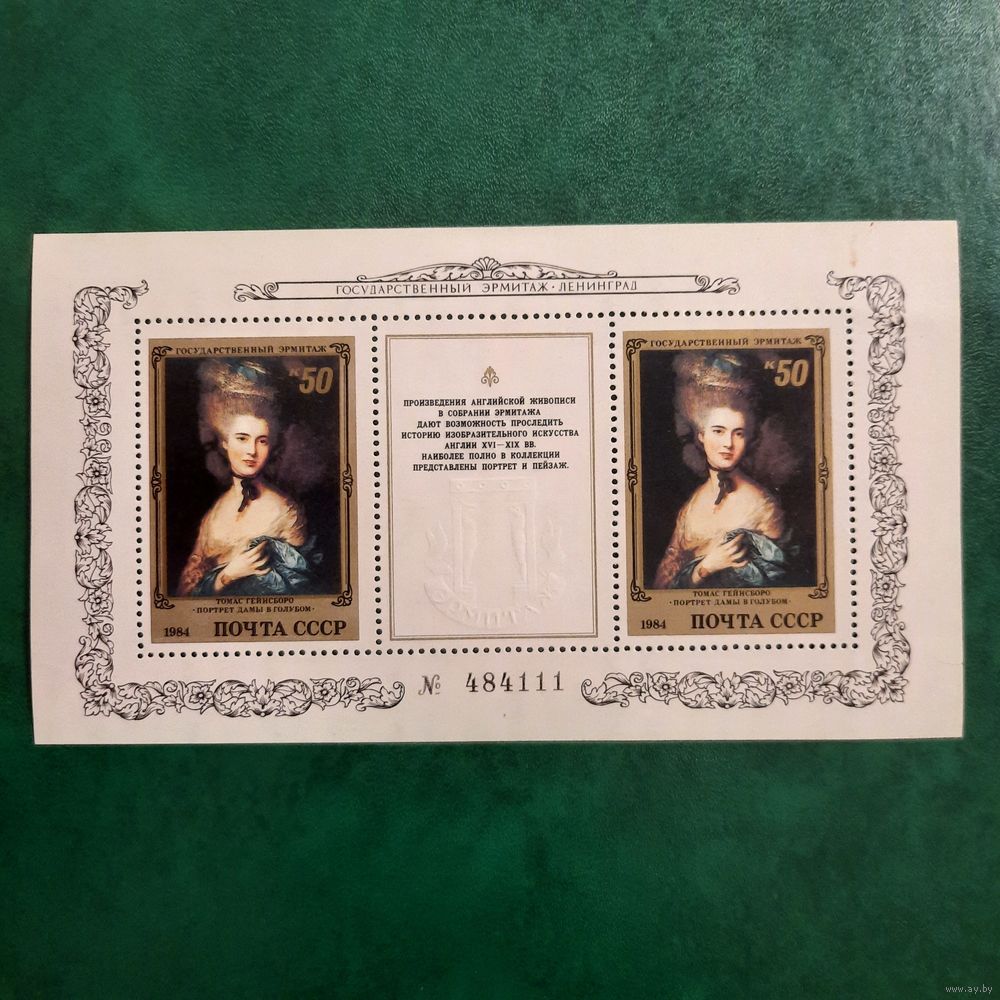 ГОСУДАРСТВЕННЫЙ ЭРМИТАЖ · ЛЕНИНГРАД
ГОСУДАРСТВЕННЫЙ ЭРМИТАЖ
К50
ТОМАС ГЕЙНСБОРО
·ПОРТРЕТ ДАМЫ В ГОЛУБОМ·
1984 ПОЧТА СССР
ПРОИЗВЕДЕНИЯ АНГЛИЙСКОЙ ЖИВОПИСИ
В СОБРАНИИ ЭРМИТАЖА
ДАЮТ ВОЗМОЖНОСТЬ ПРОСЛЕДИТЬ
ИСТОРИЮ ИЗОБРАЗИТЕЛЬНОГО ИСКУССТВА
АНГЛИИ XVI—XIX ВВ.
НАИБОЛЕЕ ПОЛНО В КОЛЛЕКЦИИ
ПРЕДСТАВЛЕНЫ ПОРТРЕТ И ПЕЙЗАЖ.
ЭРМИТАЖ
ГОСУДАРСТВЕННЫЙ ЭРМИТАЖ
К50
ТОМАС ГЕЙНСБОРО
·ПОРТРЕТ ДАМЫ В ГОЛУБОМ·
1984 ПОЧТА СССР
№ 484111
www.ay.by